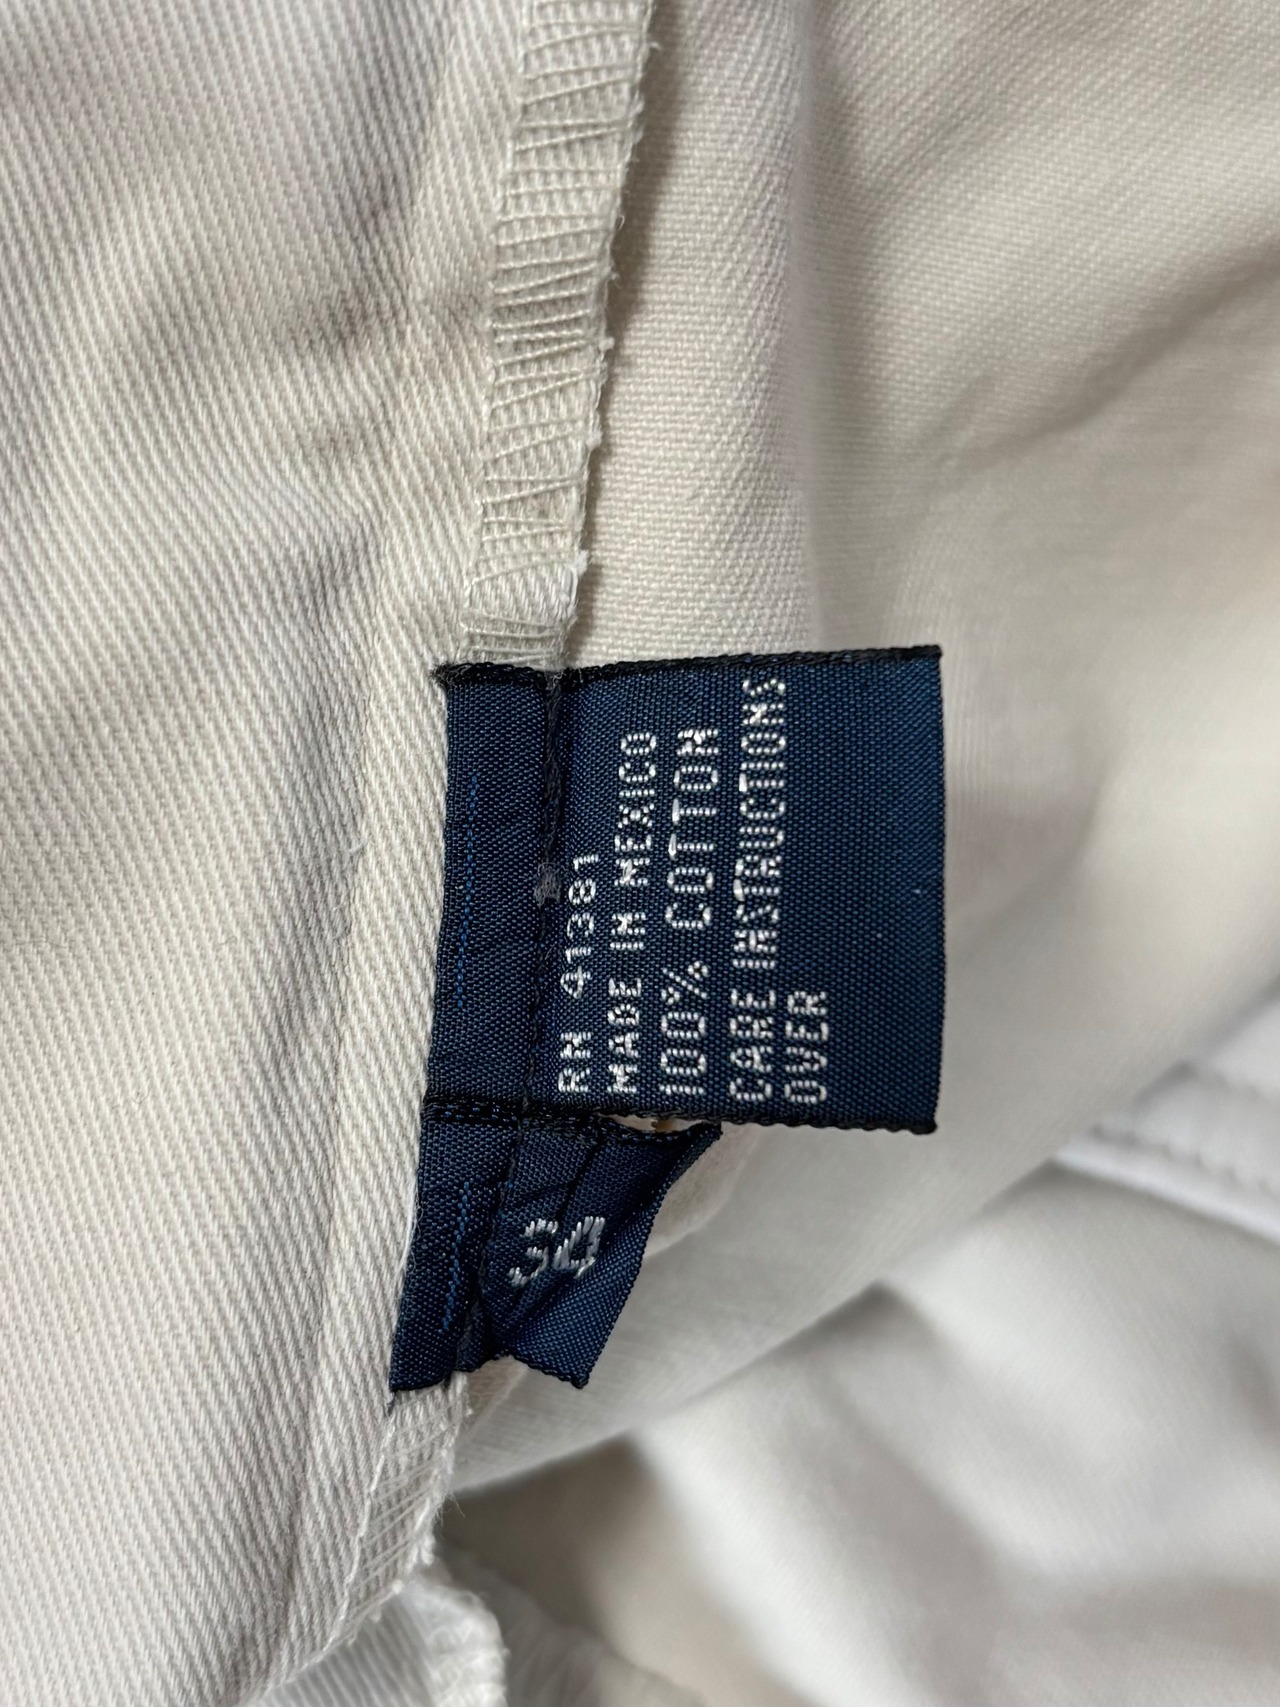 RN 41381
MADE IN MEXICO
100% COTTON
CARE INSTRUCTIONS
OVER
34